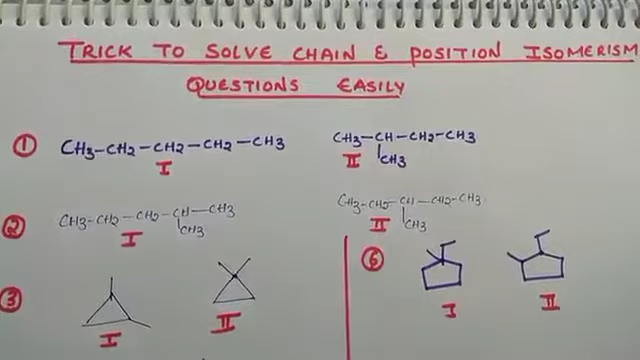 TRICK TO SOLVE CHAIN & POSITION ISOMERISM
QUESTIONS EASILY
① CH3-CH2-CH2-CH2-CH3
I
CH3-CH-CH2-CH3
CH3
II
② CH3-CH2-CH2-CH-CH3
CH3
I
CH3-CH2-CH-CH2-CH3
CH3
II
③
I
II
⑥
I
II